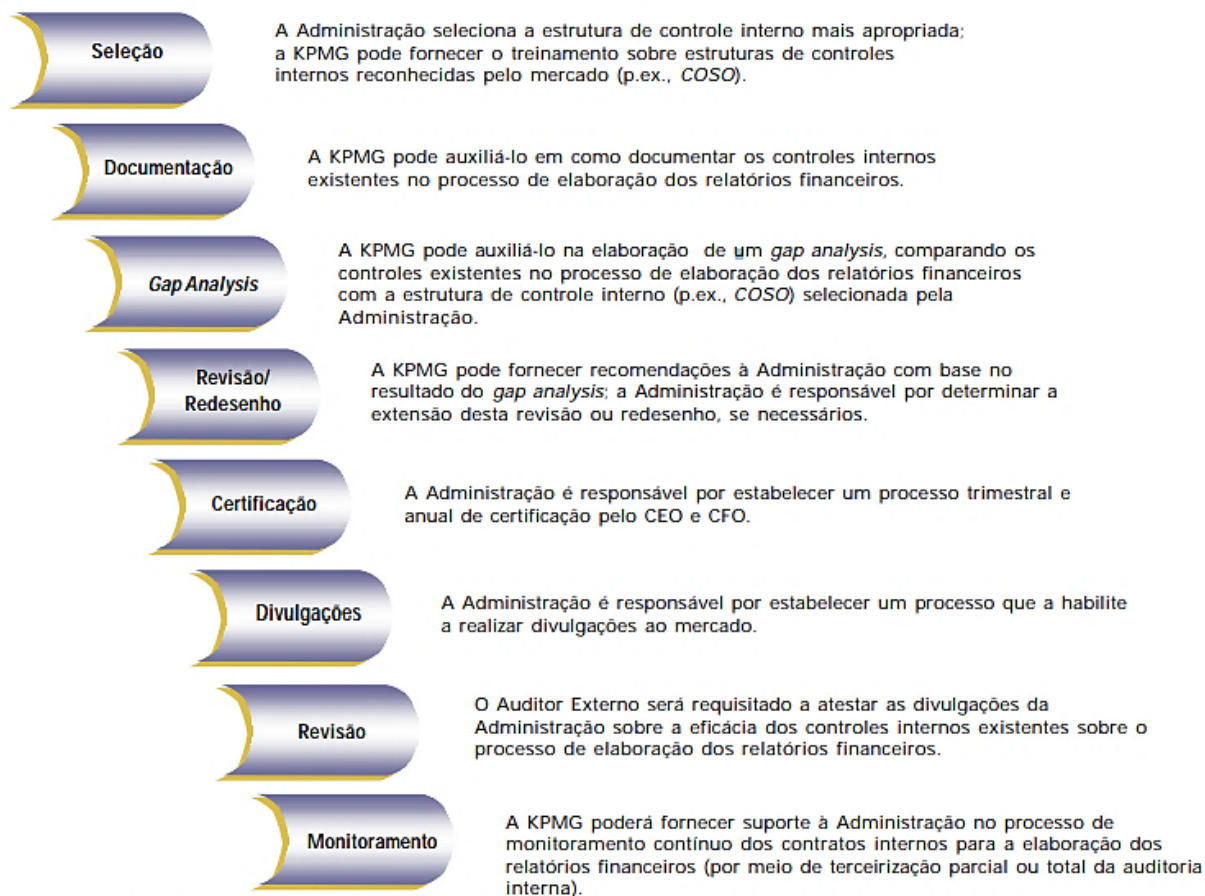 Seleção
A Administração seleciona a estrutura de controle interno mais apropriada;
a KPMG pode fornecer o treinamento sobre estruturas de controles
internos reconhecidas pelo mercado (p.ex., COSO).
Documentação
A KPMG pode auxiliá-lo em como documentar os controles internos
existentes no processo de elaboração dos relatórios financeiros.
Gap Analysis
A KPMG pode auxiliá-lo na elaboração de um gap analysis, comparando os
controles existentes no processo de elaboração dos relatórios financeiros
com a estrutura de controle interno (p.ex., COSO) selecionada pela
Administração.
Revisão/
Redesenho
A KPMG pode fornecer recomendações à Administração com base no
resultado do gap analysis; a Administração é responsável por determinar a
extensão desta revisão ou redesenho, se necessários.
Certificação
A Administração é responsável por estabelecer um processo trimestral e
anual de certificação pelo CEO e CFO.
Divulgações
A Administração é responsável por estabelecer um processo que a habilite
a realizar divulgações ao mercado.
Revisão
O Auditor Externo será requisitado a atestar as divulgações da
Administração sobre a eficácia dos controles internos existentes sobre o
processo de elaboração dos relatórios financeiros.
Monitoramento
A KPMG poderá fornecer suporte à Administração no processo de
monitoramento contínuo dos contratos internos para a elaboração dos
relatórios financeiros (por meio de terceirização parcial ou total da auditoria
interna).